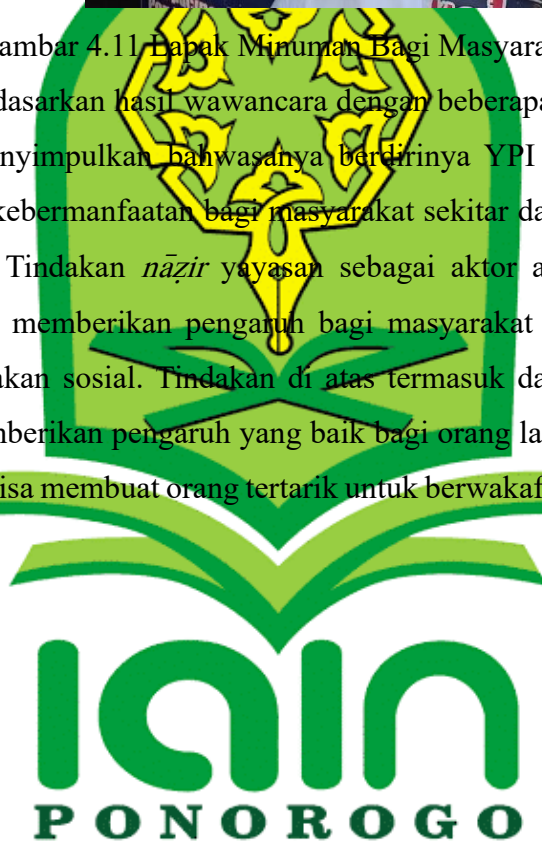 ambar 4.11 Lapak Minuman Bagi Masyara
dasarkan hasil wawancara dengan beberapa
nyimpulkan bahwasanya berdirinya YPI
kebermanfaatan bagi masyarakat sekitar da
Tindakan nāẓir yayasan sebagai aktor a
memberikan pengaruh bagi masyarakat
akan sosial. Tindakan di atas termasuk da
nberikan pengaruh yang baik bagi orang la
isa membuat orang tertarik untuk berwakaf
iain
PONOROGO